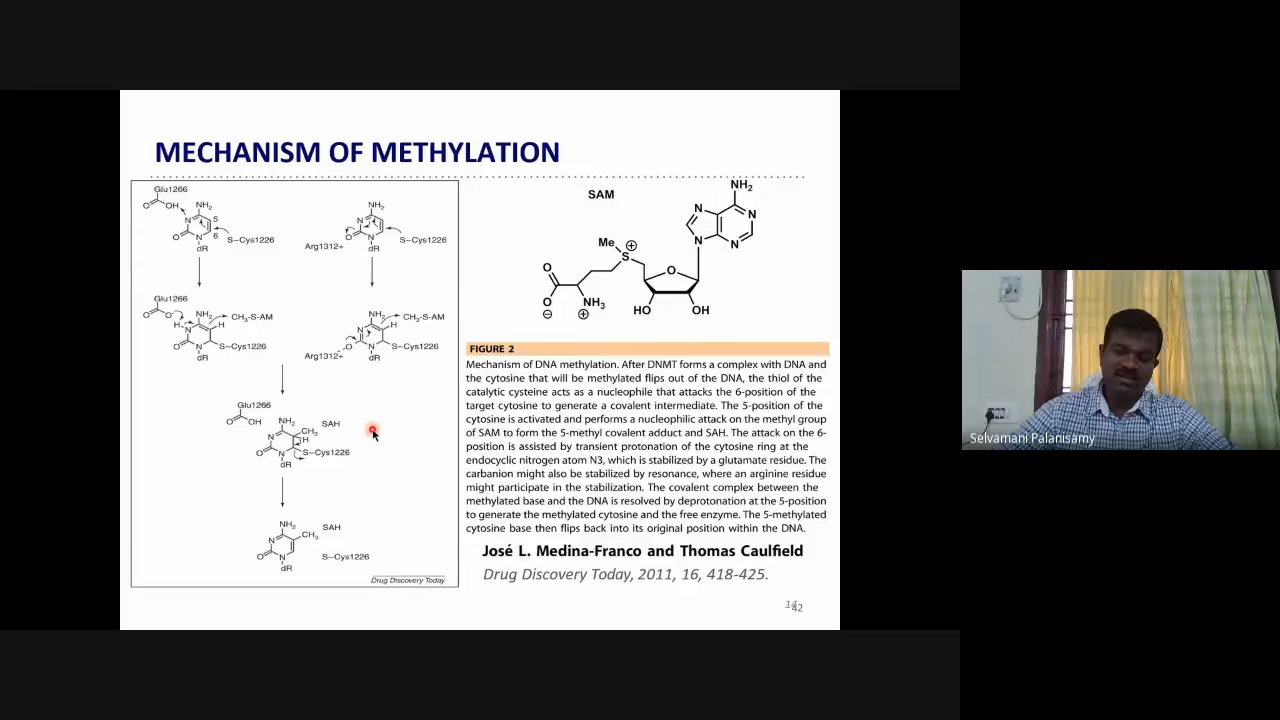 MECHANISM OF METHYLATION
Glu1266
O
OH
NH2
N
5
6
O
N
dR
S–Cys1226
NH2
N
O
N
dR
Arg1312+
S–Cys1226
Glu1266
O
O-
H
N
NH2
H
CH3-S-AM
O
N
dR
S–Cys1226
NH2
N
H
CH3-S-AM
Arg1312+
O
N
dR
S–Cys1226
Glu1266
O
OH
NH2
SAH
N
CH3
H
O
N
dR
S–Cys1226
NH2
SAH
N
CH3
O
N
dR
S–Cys1226
Drug Discovery Today
SAM
NH2
N
N
N
N
Me
S
⊕
O
O
O
⊖
NH3
⊕
HO
OH
FIGURE 2
Mechanism of DNA methylation. After DNMT forms a complex with DNA and
the cytosine that will be methylated flips out of the DNA, the thiol of the
catalytic cysteine acts as a nucleophile that attacks the 6-position of the
target cytosine to generate a covalent intermediate. The 5-position of the
cytosine is activated and performs a nucleophilic attack on the methyl group
of SAM to form the 5-methyl covalent adduct and SAH. The attack on the 6-
position is assisted by transient protonation of the cytosine ring at the
endocyclic nitrogen atom N3, which is stabilized by a glutamate residue. The
carbanion might also be stabilized by resonance, where an arginine residue
might participate in the stabilization. The covalent complex between the
methylated base and the DNA is resolved by deprotonation at the 5-position
to generate the methylated cytosine and the free enzyme. The 5-methylated
cytosine base then flips back into its original position within the DNA.
José L. Medina-Franco and Thomas Caulfield
Drug Discovery Today, 2011, 16, 418-425.
42
Selvamani Palanisamy